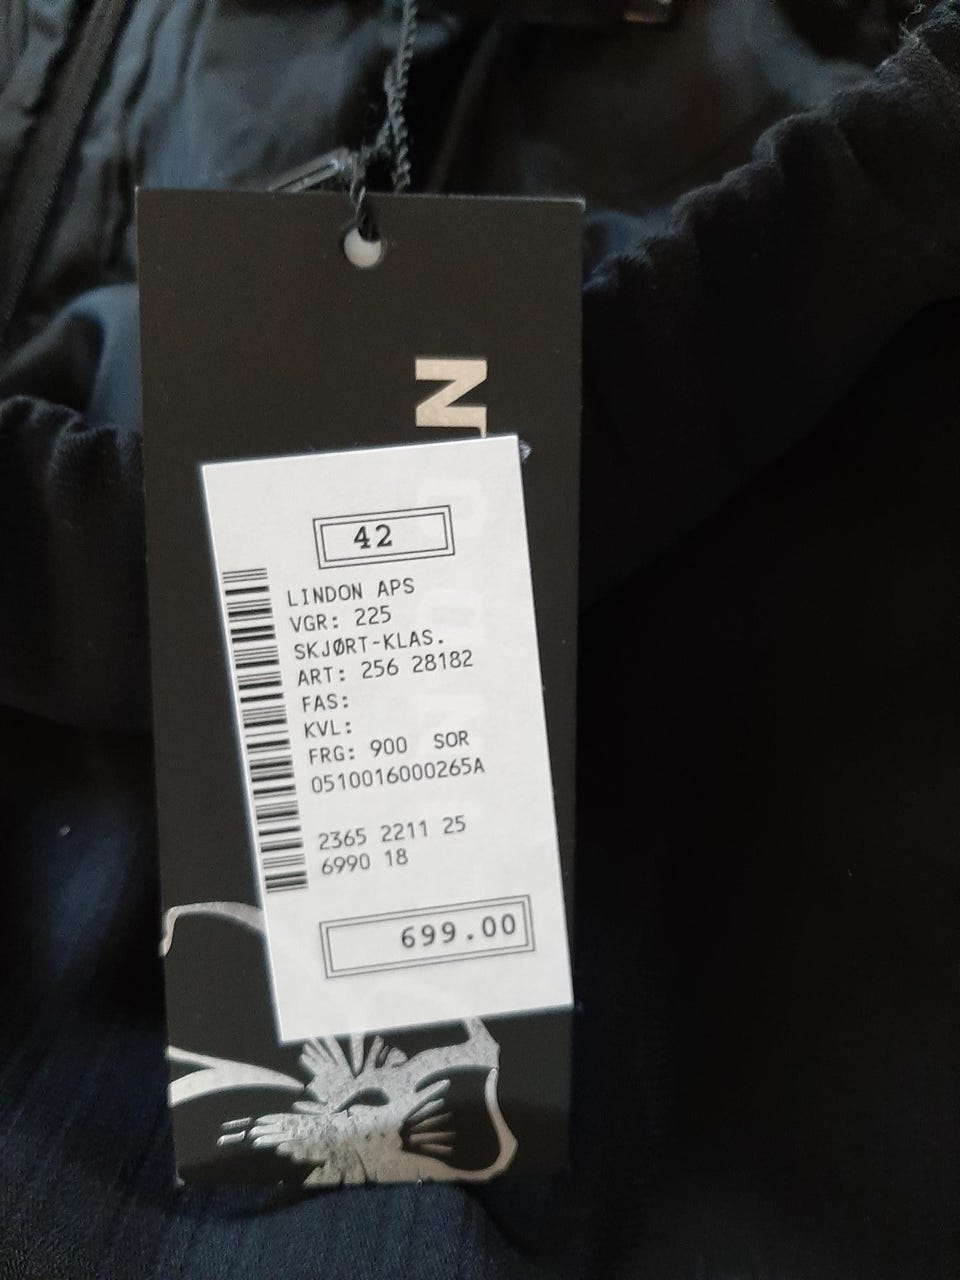 N
42
LINDON APS
VGR: 225
SKJØRT-KLAS.
ART: 256 28182
FAS:
KVL:
FRG: 900 SOR
0510016000265A
2365 2211 25
6990 18
699.00